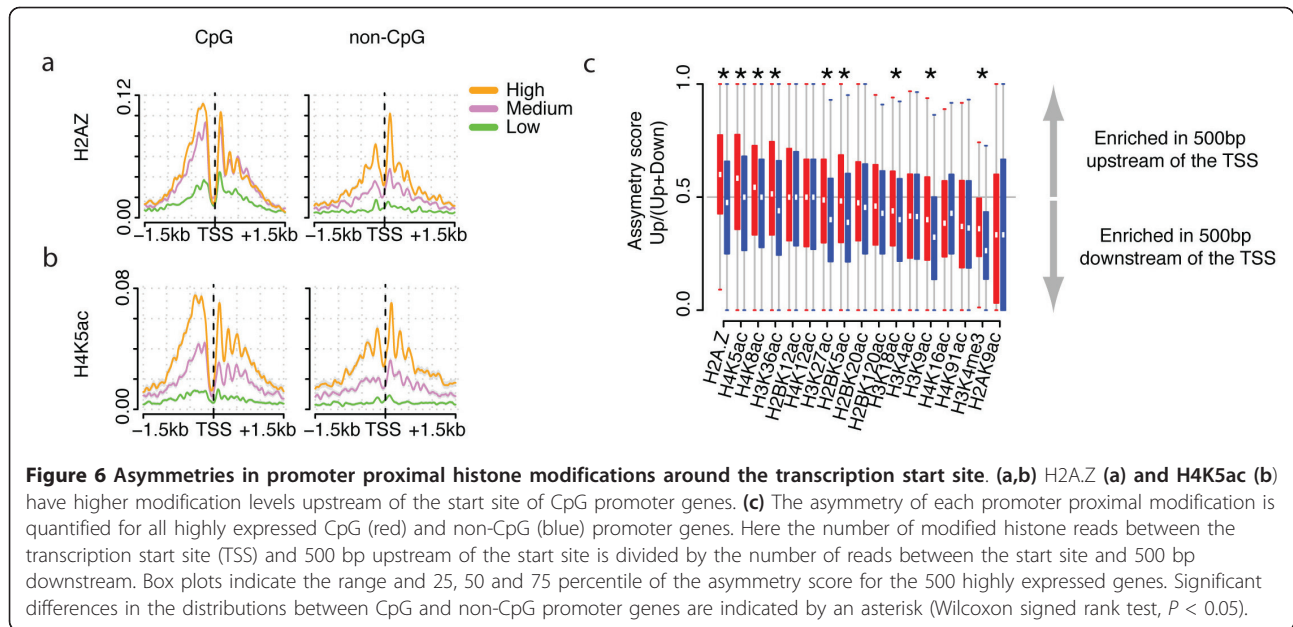 CpG non-CpG
a
H2AZ
0.12
0.00
High
Medium
Low
−1.5kb TSS +1.5kb −1.5kb TSS +1.5kb
b
H4K5ac
0.08
0.00
−1.5kb TSS +1.5kb −1.5kb TSS +1.5kb
c
* * * * * * * * *
Assymetry score
Up/(Up+Down)
1.0
0.5
0.0
H2A.Z
H4K5ac
H4K8ac
H3K36ac
H2BK12ac
H4K12ac
H3K27ac
H2BK5ac
H2BK20ac
H2BK120ac
H3K18ac
H3K4ac
H3K9ac
H4K16ac
H4K91ac
H3K4me3
H2AK9ac
Enriched in 500bp
upstream of the TSS
Enriched in 500bp
downstream of the TSS
Figure 6 Asymmetries in promoter proximal histone modifications around the transcription start site. (a,b) H2A.Z (a) and H4K5ac (b)
have higher modification levels upstream of the start site of CpG promoter genes. (c) The asymmetry of each promoter proximal modification is
quantified for all highly expressed CpG (red) and non-CpG (blue) promoter genes. Here the number of modified histone reads between the
transcription start site (TSS) and 500 bp upstream of the start site is divided by the number of reads between the start site and 500 bp
downstream. Box plots indicate the range and 25, 50 and 75 percentile of the asymmetry score for the 500 highly expressed genes. Significant
differences in the distributions between CpG and non-CpG promoter genes are indicated by an asterisk (Wilcoxon signed rank test, P < 0.05).